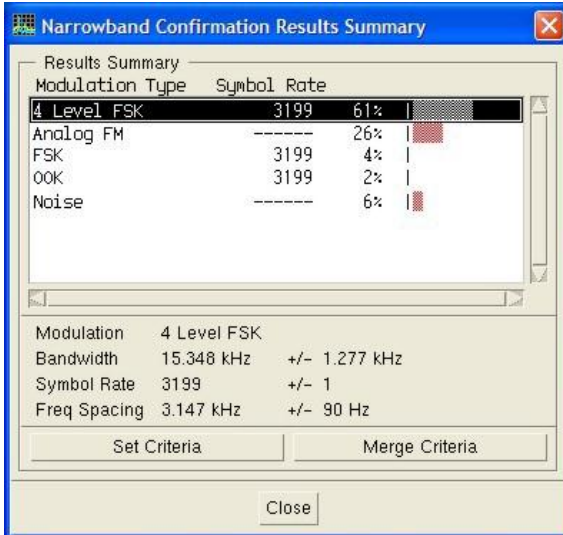 Narrowband Confirmation Results Summary
Results Summary
Modulation Type Symbol Rate
4 Level FSK 3199 61%
Analog FM ------ 26%
FSK 3199 4%
OOK 3199 2%
Noise ------ 6%
Modulation 4 Level FSK
Bandwidth 15.348 kHz +/- 1.277 kHz
Symbol Rate 3199 +/- 1
Freq Spacing 3.147 kHz +/- 90 Hz
Set Criteria Merge Criteria
Close